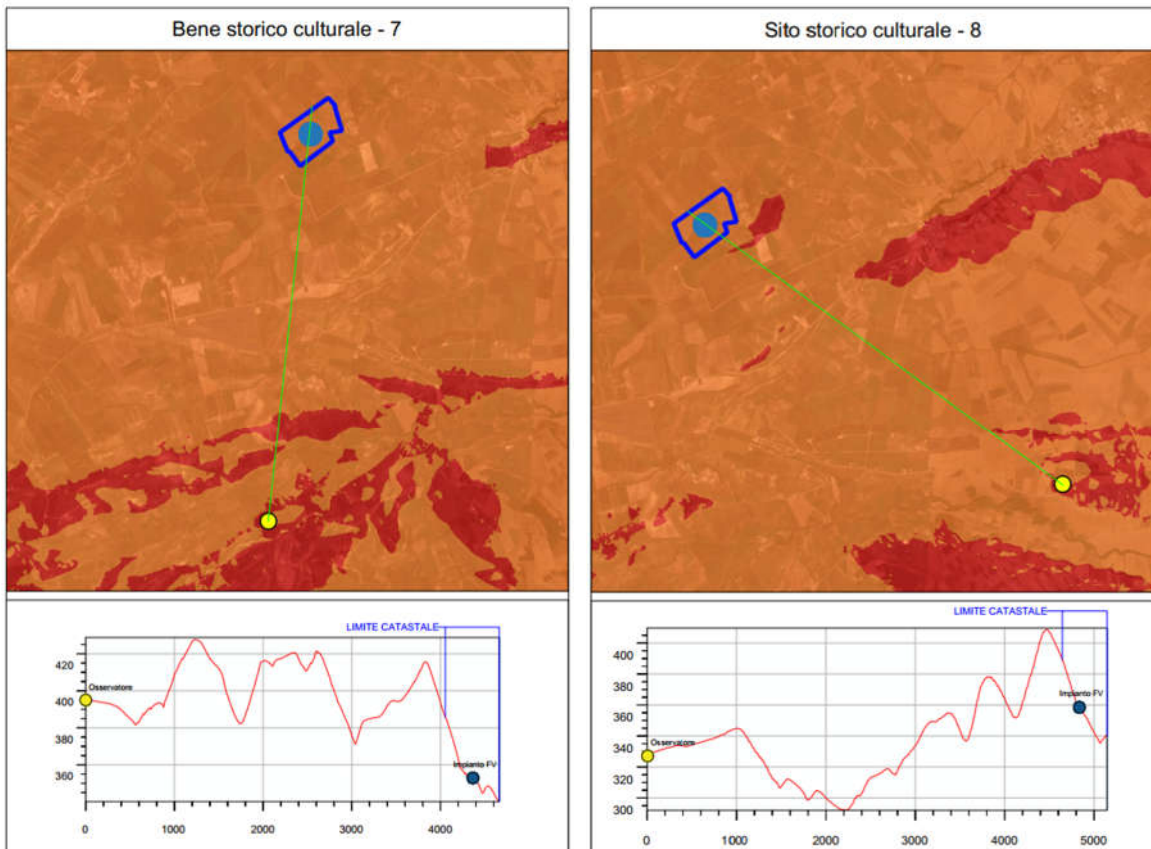 Bene storico culturale - 7
Sito storico culturale - 8
LIMITE CATASTALE
420
400
380
360
Osservatore
Impianto FV
0 1000 2000 3000 4000
LIMITE CATASTALE
400
380
360
340
320
300
Osservatore
Impianto FV
0 1000 2000 3000 4000 5000